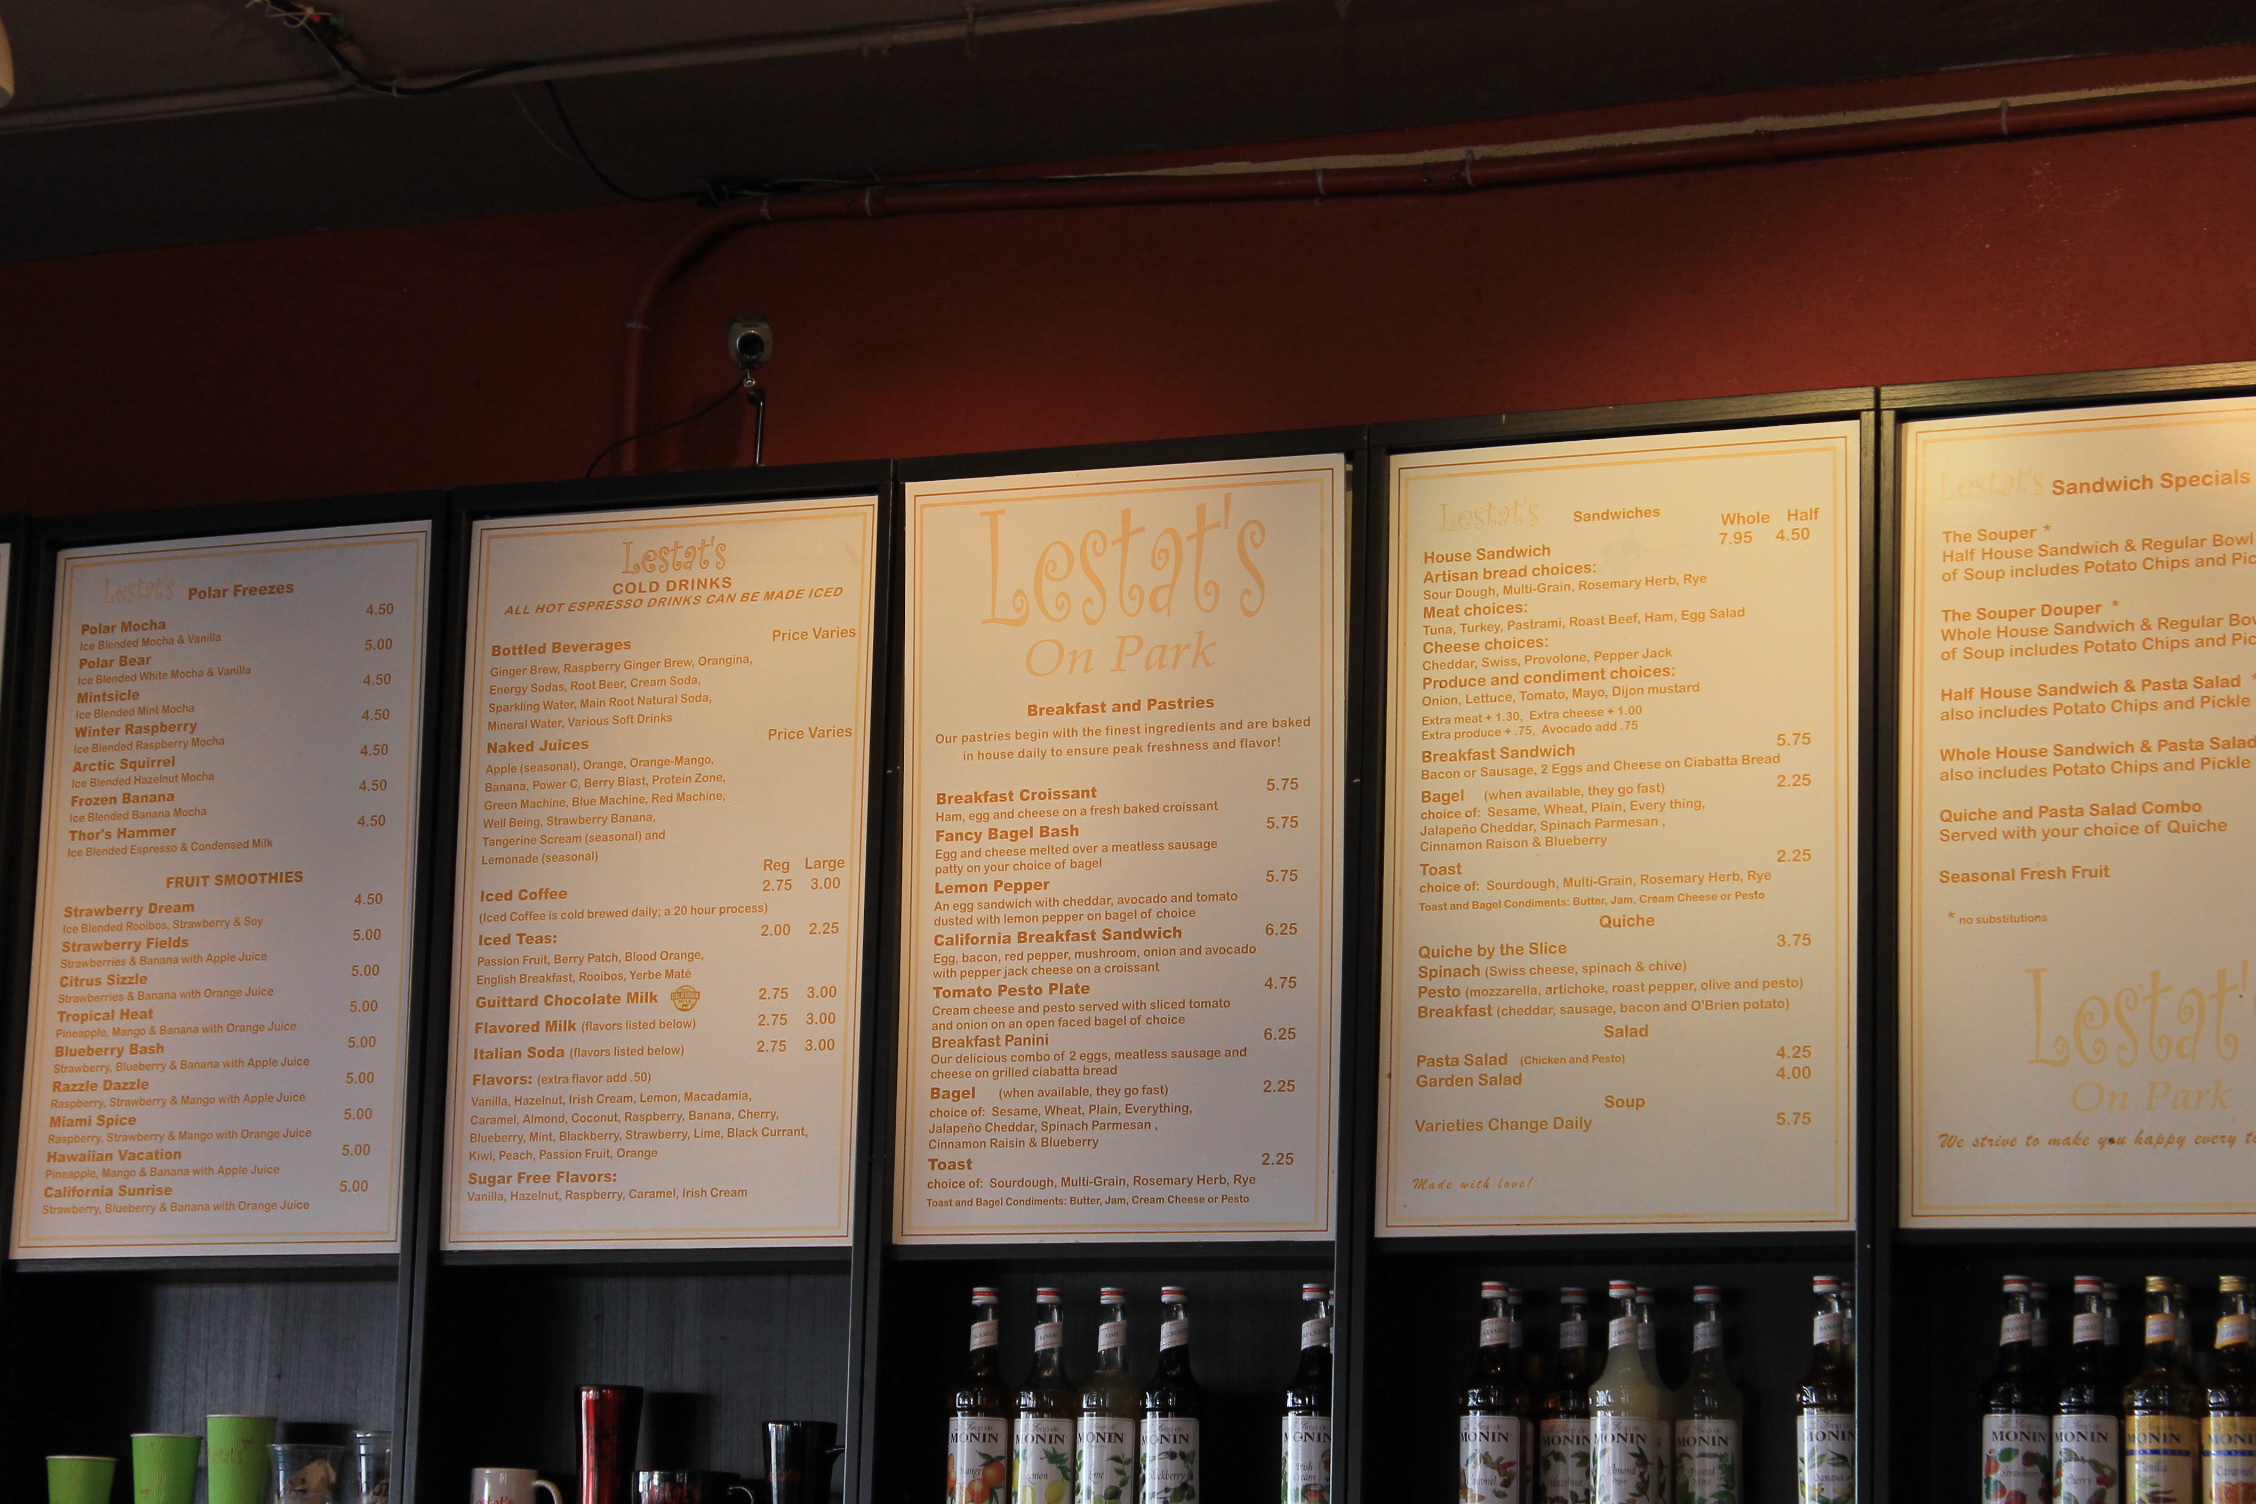 Lestat's Polar Freezes
Polar Mocha 4.50
Ice Blended Mocha & Vanilla
Polar Bear 5.00
Ice Blended White Mocha & Vanilla
Mintsicle 4.50
Ice Blended Mint Mocha
Winter Raspberry 4.50
Ice Blended Raspberry Mocha
Arctic Squirrel 4.50
Ice Blended Hazelnut Mocha
Frozen Banana 4.50
Ice Blended Banana Mocha
Thor's Hammer 4.50
Ice Blended Espresso & Condensed Milk
FRUIT SMOOTHIES
Strawberry Dream 4.50
Ice Blended Rooibos, Strawberry & Soy
Strawberry Fields 5.00
Strawberries & Banana with Apple Juice
Citrus Sizzle 5.00
Strawberries & Banana with Orange Juice
Tropical Heat 5.00
Pineapple, Mango & Banana with Orange Juice
Blueberry Bash 5.00
Strawberry, Blueberry & Banana with Apple Juice
Razzle Dazzle 5.00
Raspberry, Strawberry & Mango with Apple Juice
Miami Spice 5.00
Raspberry, Strawberry & Mango with Orange Juice
Hawaiian Vacation 5.00
Pineapple, Mango & Banana with Apple Juice
California Sunrise 5.00
Strawberry, Blueberry & Banana with Orange Juice
Lestat's
COLD DRINKS
ALL HOT ESPRESSO DRINKS CAN BE MADE ICED
Bottled Beverages Price Varies
Ginger Brew, Raspberry Ginger Brew, Orangina,
Energy Sodas, Root Beer, Cream Soda,
Sparkling Water, Main Root Natural Soda,
Mineral Water, Various Soft Drinks
Naked Juices Price Varies
Apple (seasonal), Orange, Orange-Mango,
Banana, Power C, Berry Blast, Protein Zone,
Green Machine, Blue Machine, Red Machine,
Well Being, Strawberry Banana,
Tangerine Scream (seasonal) and
Lemonade (seasonal)
Reg Large
Iced Coffee 2.75 3.00
(Iced Coffee is cold brewed daily; a 20 hour process)
Iced Teas: 2.00 2.25
Passion Fruit, Berry Patch, Blood Orange,
English Breakfast, Rooibos, Yerbe Maté
Guittard Chocolate Milk 2.75 3.00
Flavored Milk (flavors listed below) 2.75 3.00
Italian Soda (flavors listed below) 2.75 3.00
Flavors: (extra flavor add .50)
Vanilla, Hazelnut, Irish Cream, Lemon, Macadamia,
Caramel, Almond, Coconut, Raspberry, Banana, Cherry,
Blueberry, Mint, Blackberry, Strawberry, Lime, Black Currant,
Kiwi, Peach, Passion Fruit, Orange
Sugar Free Flavors:
Vanilla, Hazelnut, Raspberry, Caramel, Irish Cream
Lestat's
On Park
Breakfast and Pastries
Our pastries begin with the finest ingredients and are baked
in house daily to ensure peak freshness and flavor!
Breakfast Croissant 5.75
Ham, egg and cheese on a fresh baked croissant
Fancy Bagel Bash 5.75
Egg and cheese melted over a meatless sausage
patty on your choice of bagel
Lemon Pepper 5.75
An egg sandwich with cheddar, avocado and tomato
dusted with lemon pepper on bagel of choice
California Breakfast Sandwich 6.25
Egg, bacon, red pepper, mushroom, onion and avocado
with pepper jack cheese on a croissant
Tomato Pesto Plate 4.75
Cream cheese and pesto served with sliced tomato
and onion on an open faced bagel of choice
Breakfast Panini 6.25
Our delicious combo of 2 eggs, meatless sausage and
cheese on grilled ciabatta bread
Bagel (when available, they go fast) 2.25
choice of: Sesame, Wheat, Plain, Everything,
Jalapeño Cheddar, Spinach Parmesan ,
Cinnamon Raisin & Blueberry
Toast 2.25
choice of: Sourdough, Multi-Grain, Rosemary Herb, Rye
Toast and Bagel Condiments: Butter, Jam, Cream Cheese or Pesto
Lestat's Sandwiches Whole Half
House Sandwich 7.95 4.50
Artisan bread choices:
Sour Dough, Multi-Grain, Rosemary Herb, Rye
Meat choices:
Tuna, Turkey, Pastrami, Roast Beef, Ham, Egg Salad
Cheese choices:
Cheddar, Swiss, Provolone, Pepper Jack
Produce and condiment choices:
Onion, Lettuce, Tomato, Mayo, Dijon mustard
Extra meat + 1.30, Extra cheese + 1.00
Extra produce + .75, Avocado add .75
Breakfast Sandwich 5.75
Bacon or Sausage, 2 Eggs and Cheese on Ciabatta Bread
Bagel (when available, they go fast) 2.25
choice of: Sesame, Wheat, Plain, Every thing,
Jalapeño Cheddar, Spinach Parmesan ,
Cinnamon Raison & Blueberry
Toast 2.25
choice of: Sourdough, Multi-Grain, Rosemary Herb, Rye
Toast and Bagel Condiments: Butter, Jam, Cream Cheese or Pesto
Quiche
Quiche by the Slice 3.75
Spinach (Swiss cheese, spinach & chive)
Pesto (mozzarella, artichoke, roast pepper, olive and pesto)
Breakfast (cheddar, sausage, bacon and O'Brien potato)
Salad
Pasta Salad (Chicken and Pesto) 4.25
Garden Salad 4.00
Soup
Varieties Change Daily 5.75
Made with love!
Lestat's Sandwich Specials
The Souper *
Half House Sandwich & Regular Bowl
of Soup includes Potato Chips and Pic
The Souper Douper *
Whole House Sandwich & Regular Bow
of Soup includes Potato Chips and Pic
Half House Sandwich & Pasta Salad *
also includes Potato Chips and Pickle
Whole House Sandwich & Pasta Salad
also includes Potato Chips and Pickle
Quiche and Pasta Salad Combo
Served with your choice of Quiche
Seasonal Fresh Fruit
* no substitutions
Lestat'
On Park
We strive to make you happy every
MONIN MONIN MONIN MONIN MONIN
MONIN MONIN MONIN MONIN MONIN
MONIN MONIN MONIN MONI